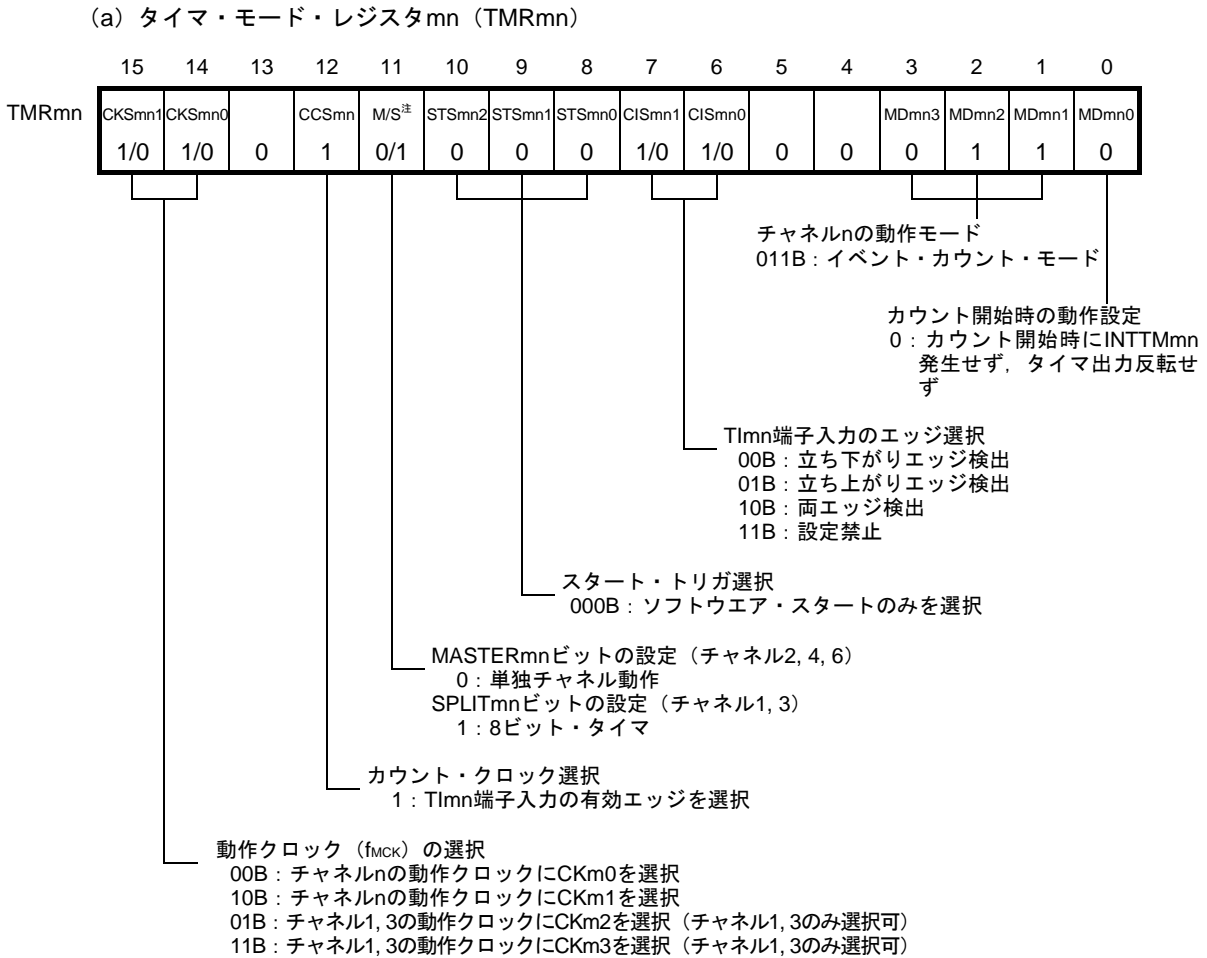 (a) タイマ・モード・レジスタmn（TMRmn）
15 14 13 12 11 10 9 8 7 6 5 4 3 2 1 0
TMRmn CKSmn1 CKSmn0 CCSmn M/S注 STSmn2 STSmn1 STSmn0 CISmn1 CISmn0 MDmn3 MDmn2 MDmn1 MDmn0
1/0 1/0 0 1 0/1 0 0 0 1/0 1/0 0 0 0 1 1 0
チャネルnの動作モード
011B：イベント・カウント・モード
カウント開始時の動作設定
0：カウント開始時にINTTMmn
発生せず，タイマ出力反転せ
ず
TImn端子入力のエッジ選択
00B：立ち下がりエッジ検出
01B：立ち上がりエッジ検出
10B：両エッジ検出
11B：設定禁止
スタート・トリガ選択
000B：ソフトウエア・スタートのみを選択
MASTERmnビットの設定（チャネル2, 4, 6）
0：単独チャネル動作
SPLITmnビットの設定（チャネル1, 3）
1：8ビット・タイマ
カウント・クロック選択
1：TImn端子入力の有効エッジを選択
動作クロック（fMCK）の選択
00B：チャネルnの動作クロックにCKm0を選択
10B：チャネルnの動作クロックにCKm1を選択
01B：チャネル1, 3の動作クロックにCKm2を選択（チャネル1, 3のみ選択可）
11B：チャネル1, 3の動作クロックにCKm3を選択（チャネル1, 3のみ選択可）